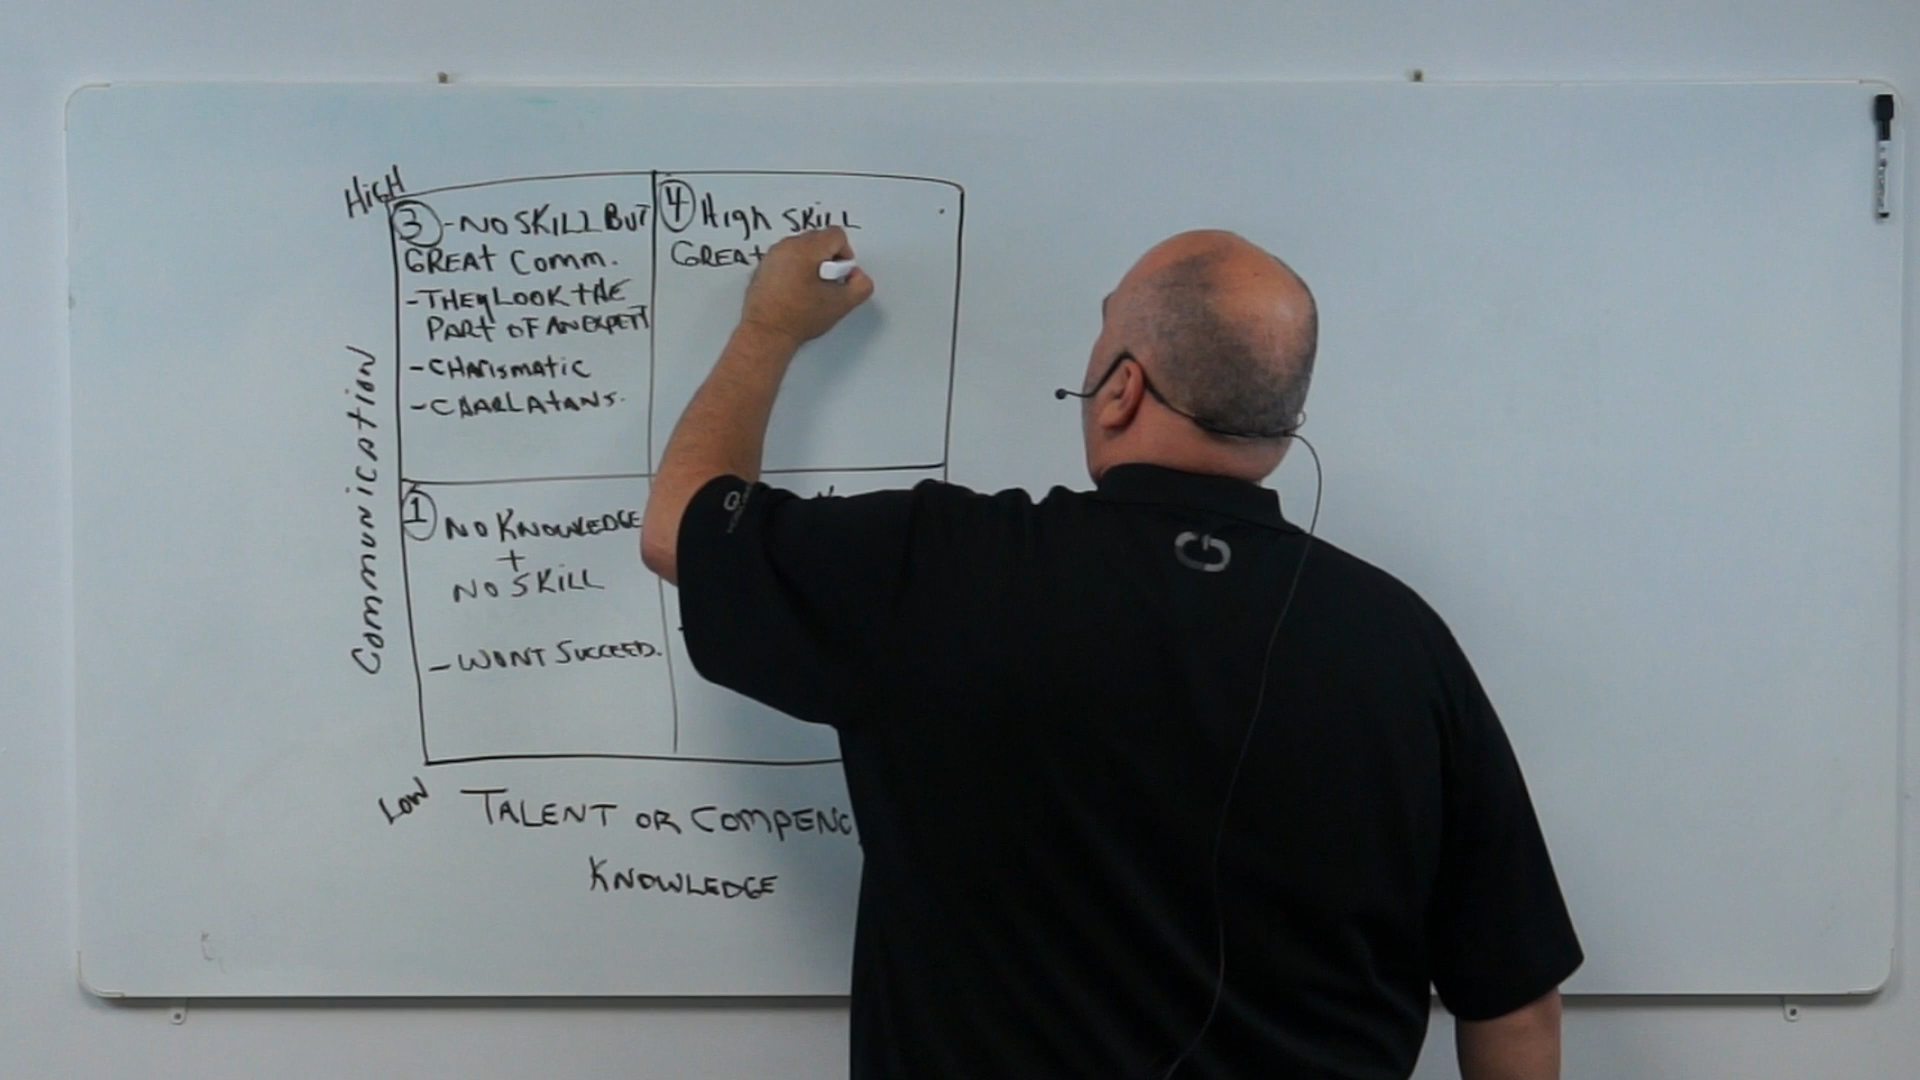 HiGH
3 - NO SKILL BUT
GREAt Comm.
- THEy LOOK tHE
PARt OF AN EXPERT
- CHArismatic
- CHARLAtANS.
4 HIgh SKiLL
GREAt
1 NO KNOWLEDGE
+
NO SKiLL
- WONT SUCCEED.
Communication
Low
TALENT OR COMPENC
KNOWLEDGE